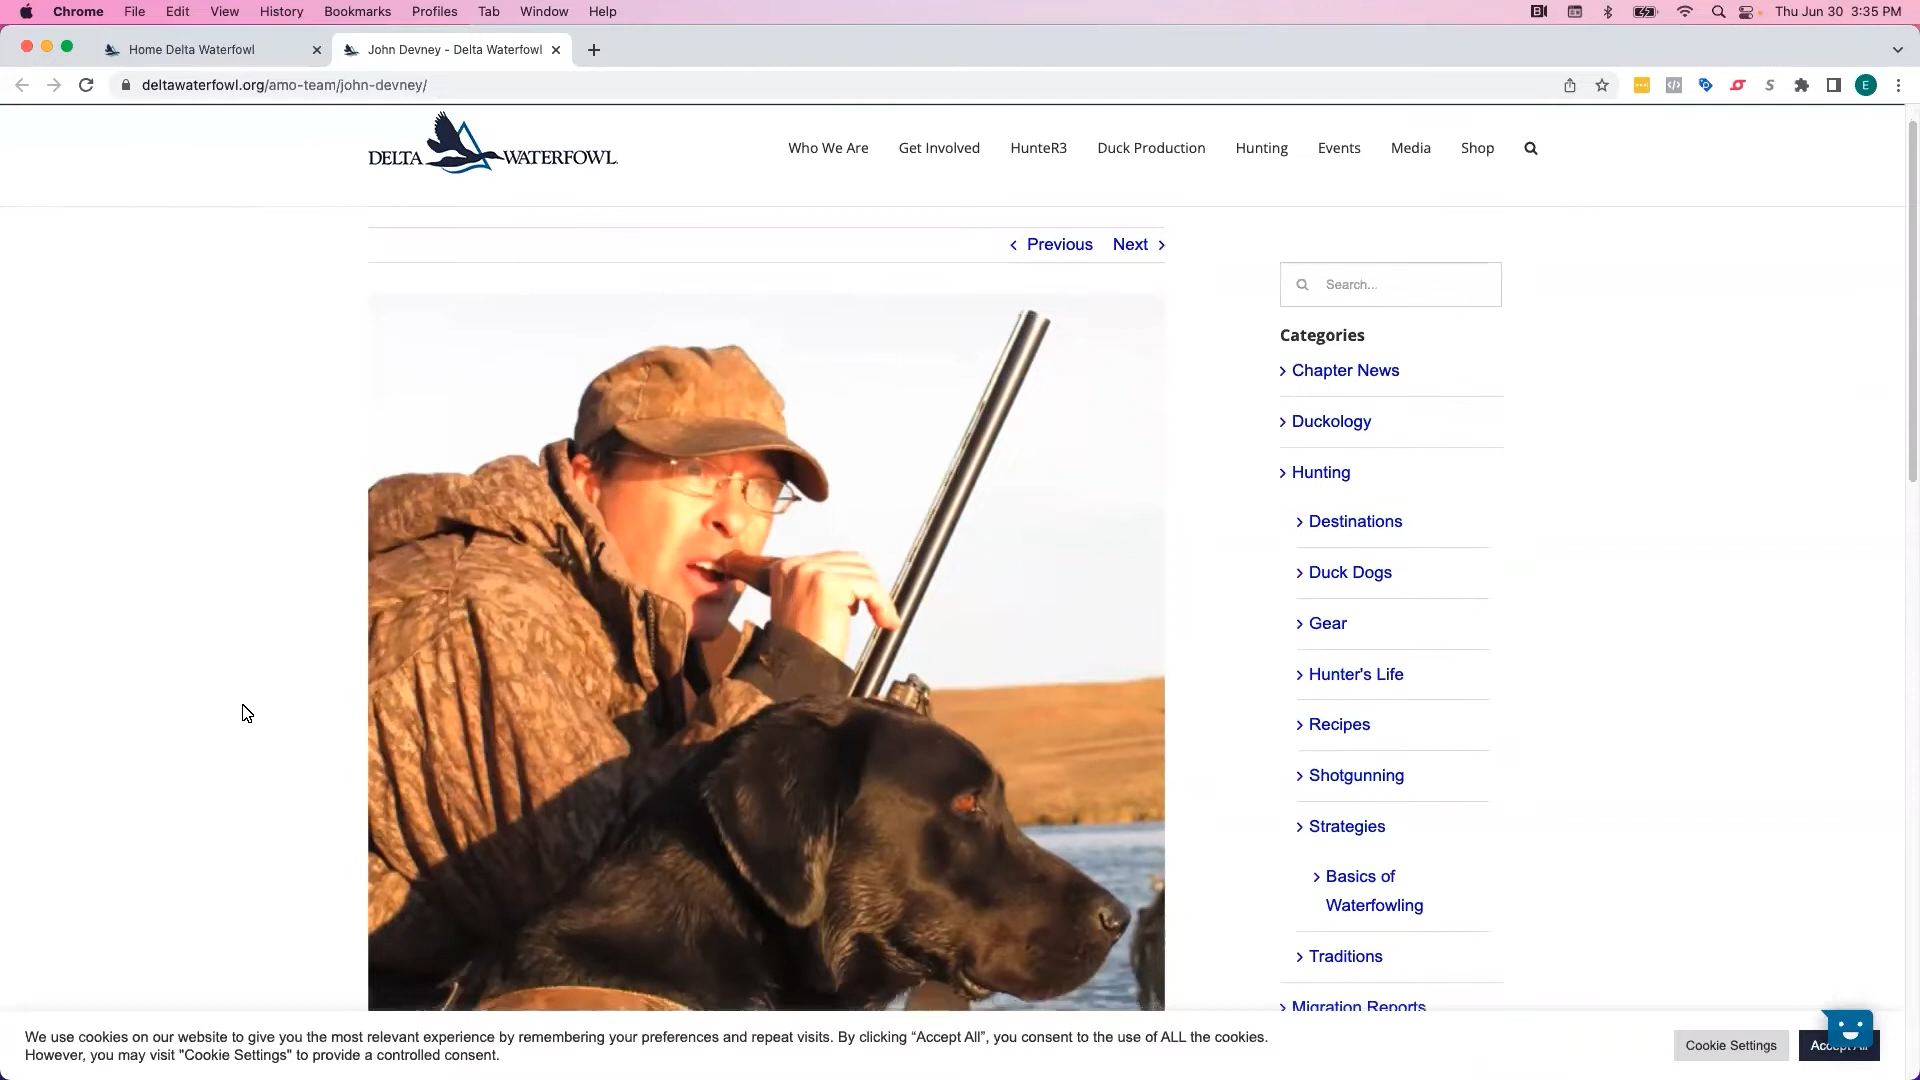 Chrome File Edit View History Bookmarks Profiles Tab Window Help Thu Jun 30 3:35 PM
Home Delta Waterfowl John Devney - Delta Waterfowl
deltawaterfowl.org/amo-team/john-devney/ E
DELTA WATERFOWL Who We Are Get Involved HunteR3 Duck Production Hunting Events Media Shop
Previous Next
Search...
Categories
Chapter News
Duckology
Hunting
Destinations
Duck Dogs
Gear
Hunter's Life
Recipes
Shotgunning
Strategies
Basics of
Waterfowling
Traditions
Migration Reports
We use cookies on our website to give you the most relevant experience by remembering your preferences and repeat visits. By clicking “Accept All”, you consent to the use of ALL the cookies.
However, you may visit "Cookie Settings" to provide a controlled consent.
Cookie Settings Accept All